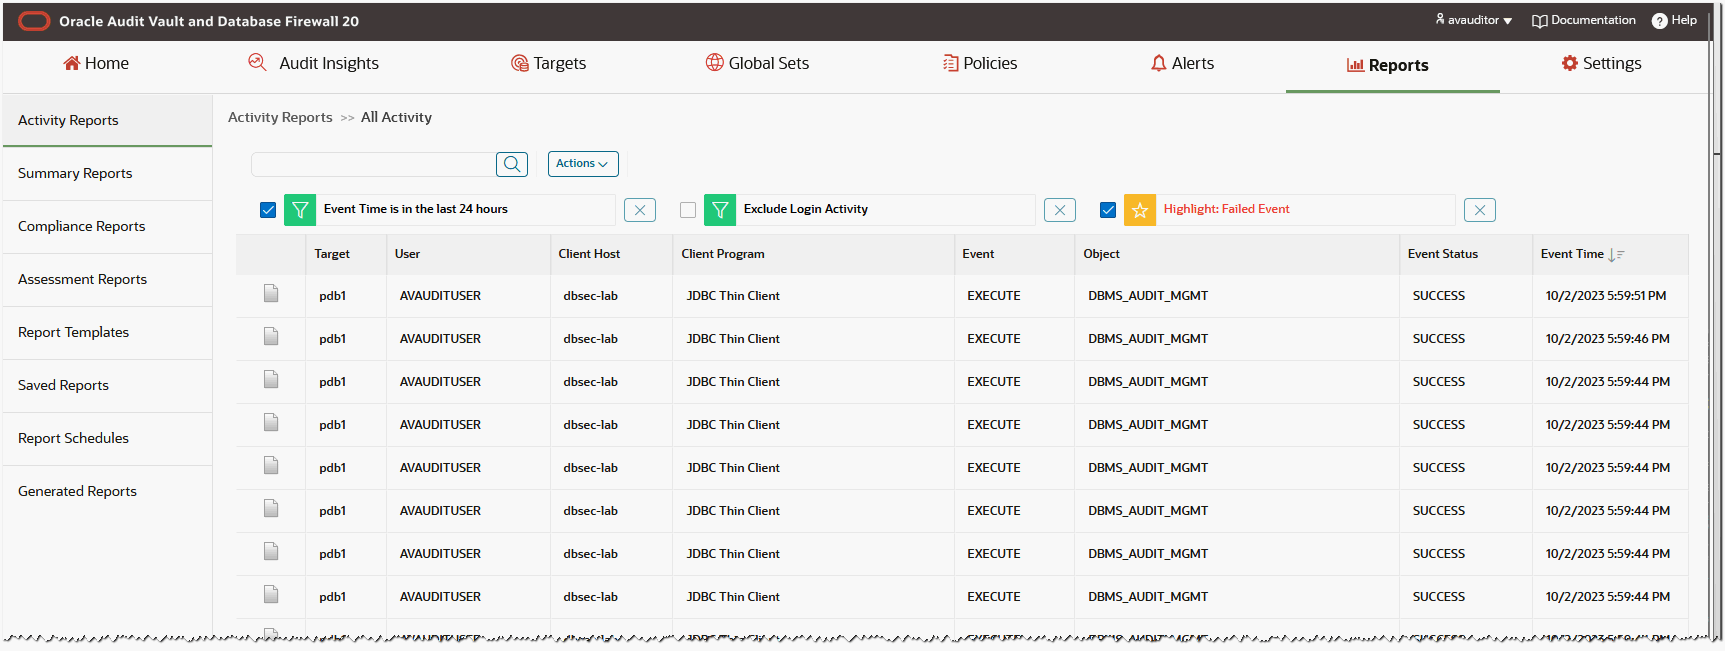 Oracle Audit Vault and Database Firewall 20
avauditor Documentation ? Help
Home Audit Insights Targets Global Sets Policies Alerts Reports Settings
Activity Reports
Summary Reports
Compliance Reports
Assessment Reports
Report Templates
Saved Reports
Report Schedules
Generated Reports
Activity Reports >> All Activity
Actions
Event Time is in the last 24 hours Exclude Login Activity Highlight: Failed Event
Target User Client Host Client Program Event Object Event Status Event Time
pdb1 AVAUDITUSER dbsec-lab JDBC Thin Client EXECUTE DBMS_AUDIT_MGMT SUCCESS 10/2/2023 5:59:51 PM
pdb1 AVAUDITUSER dbsec-lab JDBC Thin Client EXECUTE DBMS_AUDIT_MGMT SUCCESS 10/2/2023 5:59:46 PM
pdb1 AVAUDITUSER dbsec-lab JDBC Thin Client EXECUTE DBMS_AUDIT_MGMT SUCCESS 10/2/2023 5:59:44 PM
pdb1 AVAUDITUSER dbsec-lab JDBC Thin Client EXECUTE DBMS_AUDIT_MGMT SUCCESS 10/2/2023 5:59:44 PM
pdb1 AVAUDITUSER dbsec-lab JDBC Thin Client EXECUTE DBMS_AUDIT_MGMT SUCCESS 10/2/2023 5:59:44 PM
pdb1 AVAUDITUSER dbsec-lab JDBC Thin Client EXECUTE DBMS_AUDIT_MGMT SUCCESS 10/2/2023 5:59:44 PM
pdb1 AVAUDITUSER dbsec-lab JDBC Thin Client EXECUTE DBMS_AUDIT_MGMT SUCCESS 10/2/2023 5:59:44 PM
pdb1 AVAUDITUSER dbsec-lab JDBC Thin Client EXECUTE DBMS_AUDIT_MGMT SUCCESS 10/2/2023 5:59:44 PM